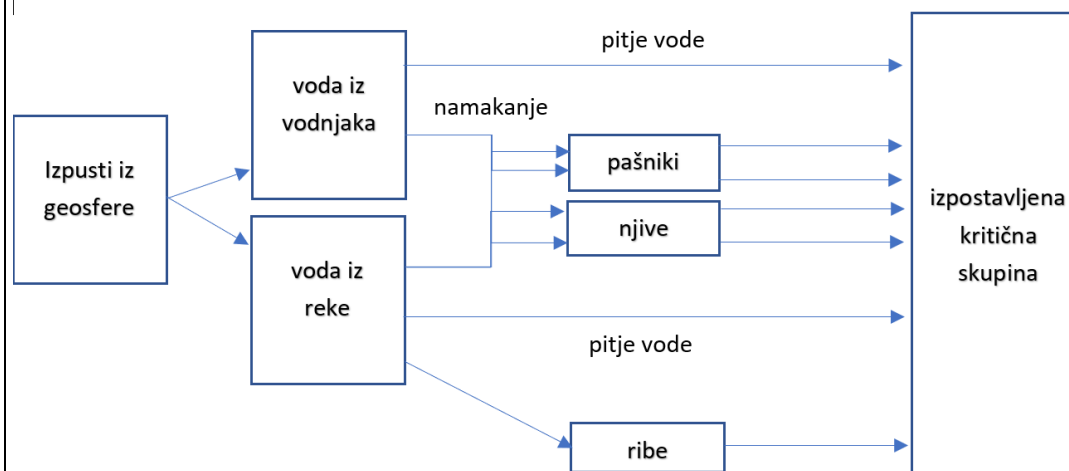 Izpusti iz
geosfere
voda iz
vodnjaka
voda iz
reke
pitje vode
namakanje
pašniki
njive
pitje vode
ribe
izpostavljena
kritična
skupina